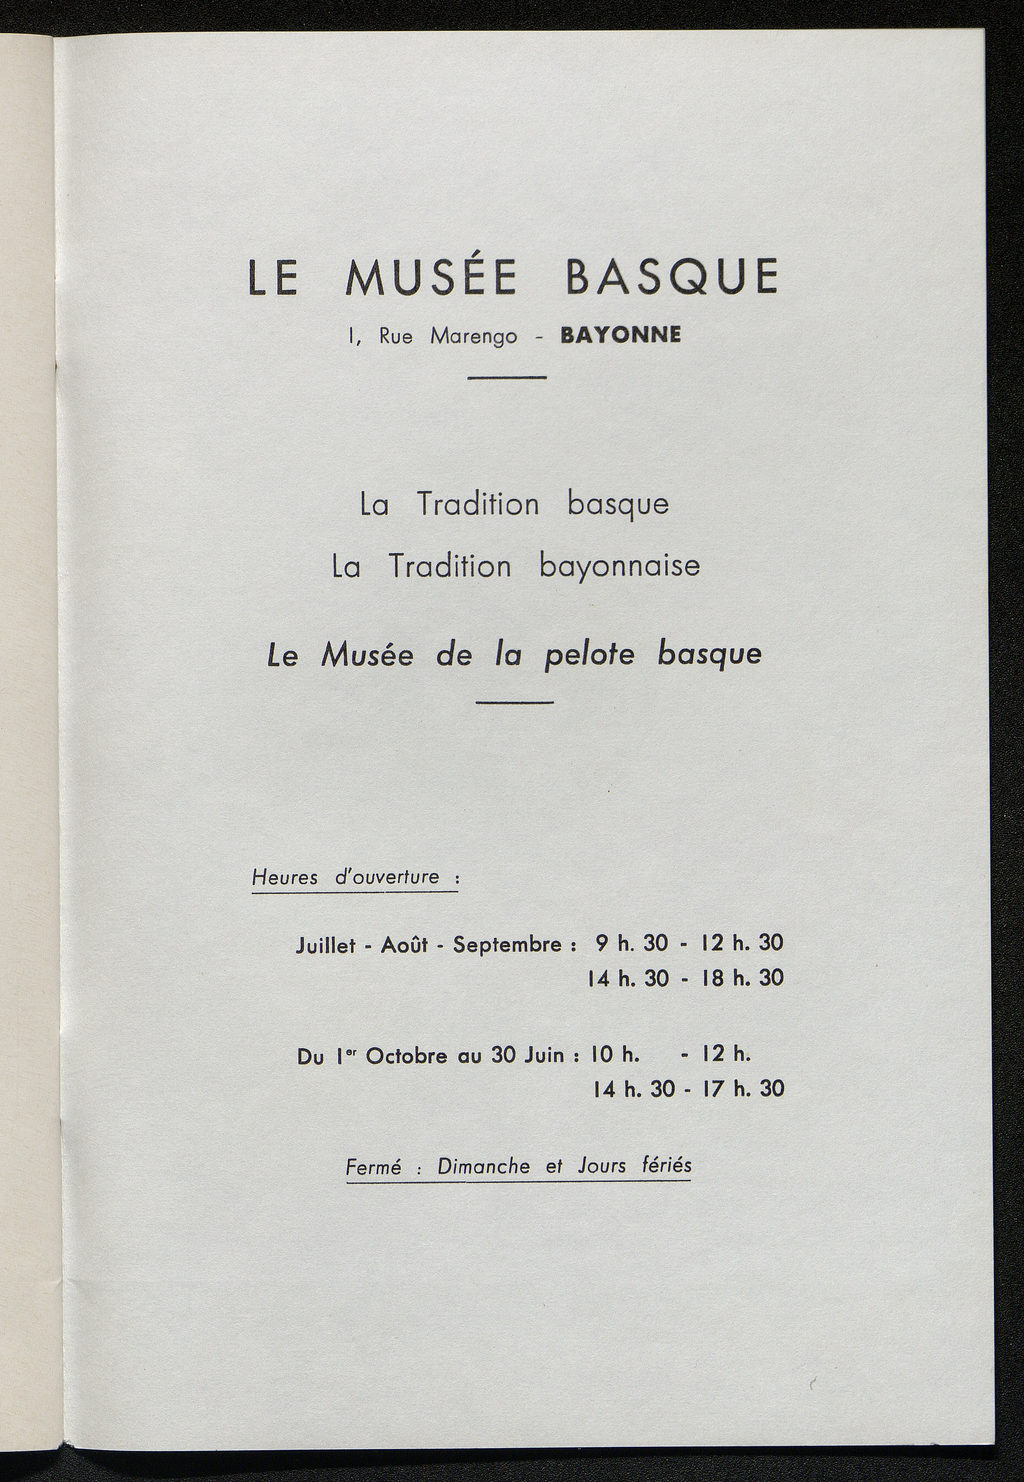 LE MUSÉE BASQUE
1, Rue Marengo - BAYONNE
La Tradition basque
La Tradition bayonnaise
Le Musée de la pelote basque
Heures d'ouverture :
Juillet - Août - Septembre : 9 h. 30 - 12 h. 30
14 h. 30 - 18 h. 30
Du 1er Octobre au 30 Juin : 10 h. - 12 h.
14 h. 30 - 17 h. 30
Fermé : Dimanche et Jours fériés